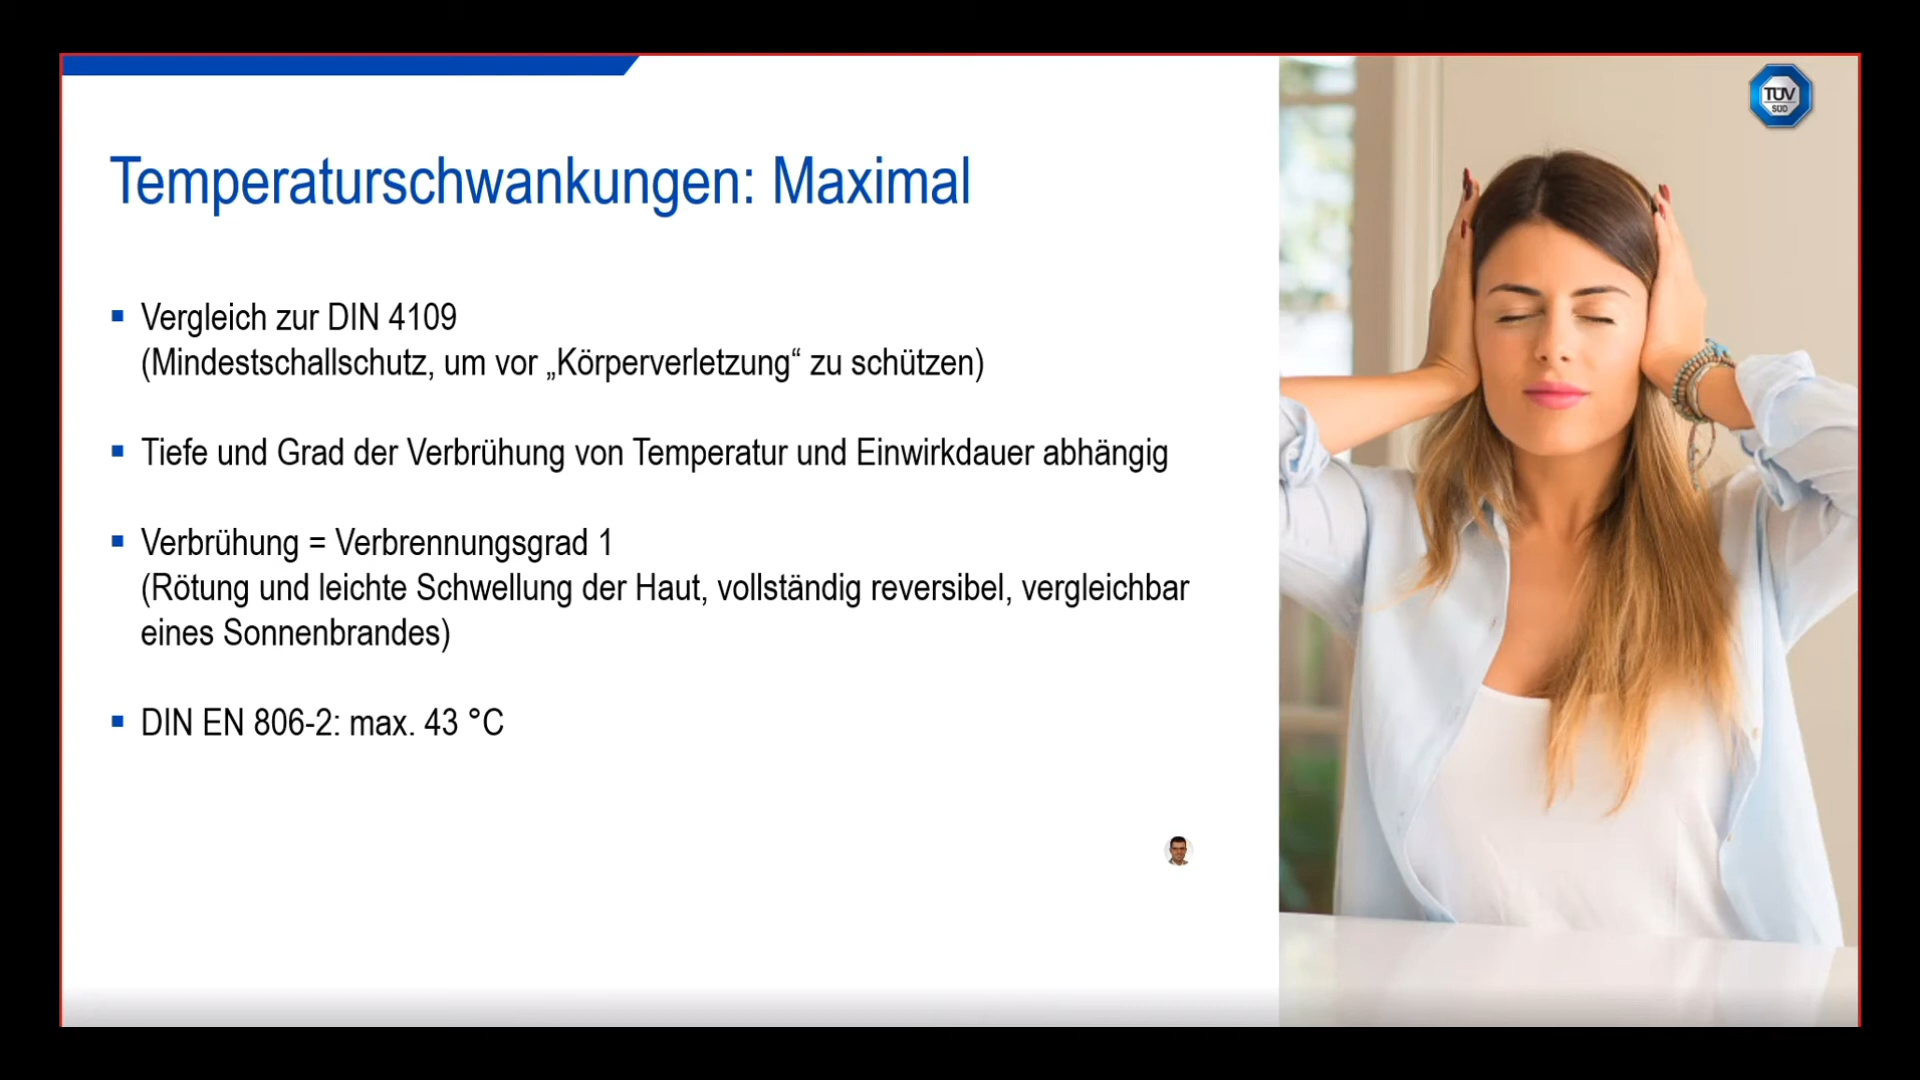 TÜV
SÜD
Temperaturschwankungen: Maximal
▪ Vergleich zur DIN 4109
(Mindestschallschutz, um vor „Körperverletzung“ zu schützen)
▪ Tiefe und Grad der Verbrühung von Temperatur und Einwirkdauer abhängig
▪ Verbrühung = Verbrennungsgrad 1
(Rötung und leichte Schwellung der Haut, vollständig reversibel, vergleichbar
eines Sonnenbrandes)
▪ DIN EN 806-2: max. 43 °C